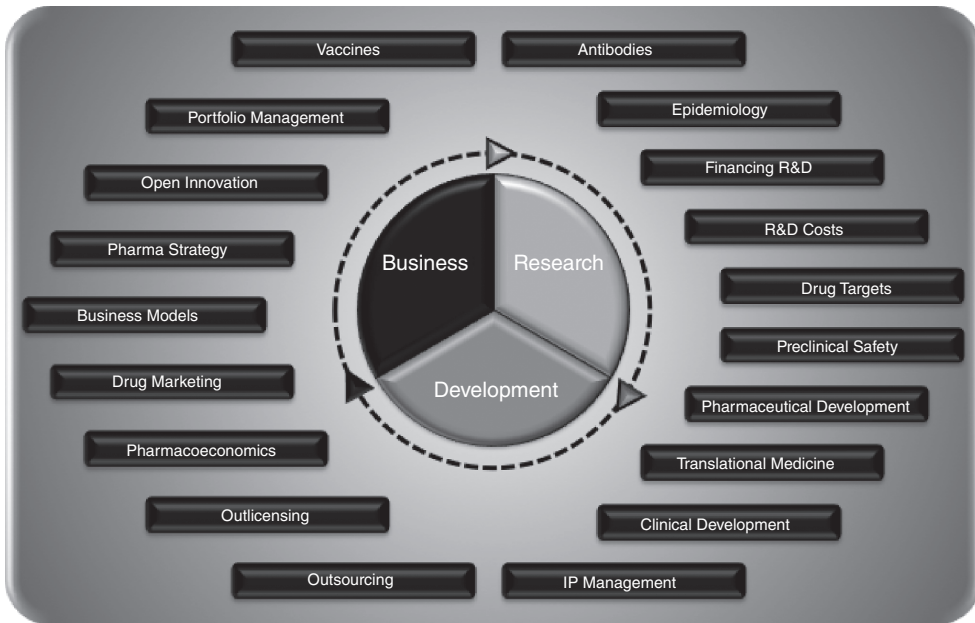 Vaccines
Antibodies
Portfolio Management
Epidemiology
Open Innovation
Financing R&D
Pharma Strategy
R&D Costs
Business
Research
Drug Targets
Business Models
Preclinical Safety
Drug Marketing
Development
Pharmaceutical Development
Pharmacoeconomics
Translational Medicine
Outlicensing
Clinical Development
Outsourcing
IP Management